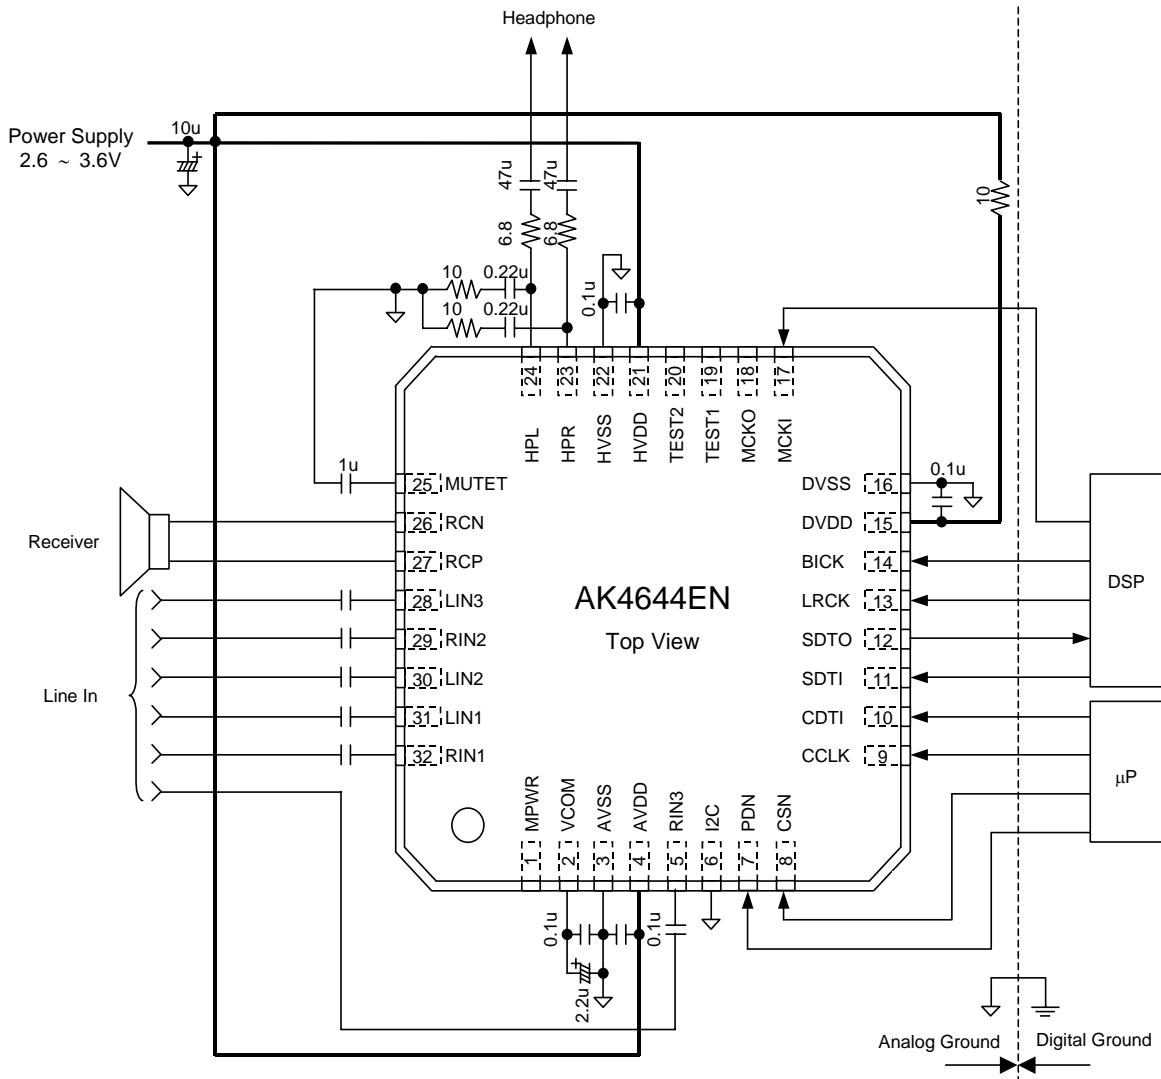 Headphone
Power Supply
2.6 ~ 3.6V
10u
+
47u
47u
10
6.8
6.8
10
0.22u
10
0.22u
0.1u
24
23
22
21
20
19
18
17
HPL
HPR
HVSS
HVDD
TEST2
TEST1
MCKO
MCKI
1u
25 MUTET
26 RCN
27 RCP
28 LIN3
29 RIN2
30 LIN2
31 LIN1
32 RIN1
Receiver
Line In
AK4644EN
Top View
0.1u
DVSS 16
DVDD 15
BICK 14
LRCK 13
SDTO 12
SDTI 11
CDTI 10
CCLK 9
DSP
μP
MPWR
VCOM
AVSS
AVDD
RIN3
I2C
PDN
CSN
1
2
3
4
5
6
7
8
0.1u
0.1u
+
2.2u
Analog Ground
Digital Ground